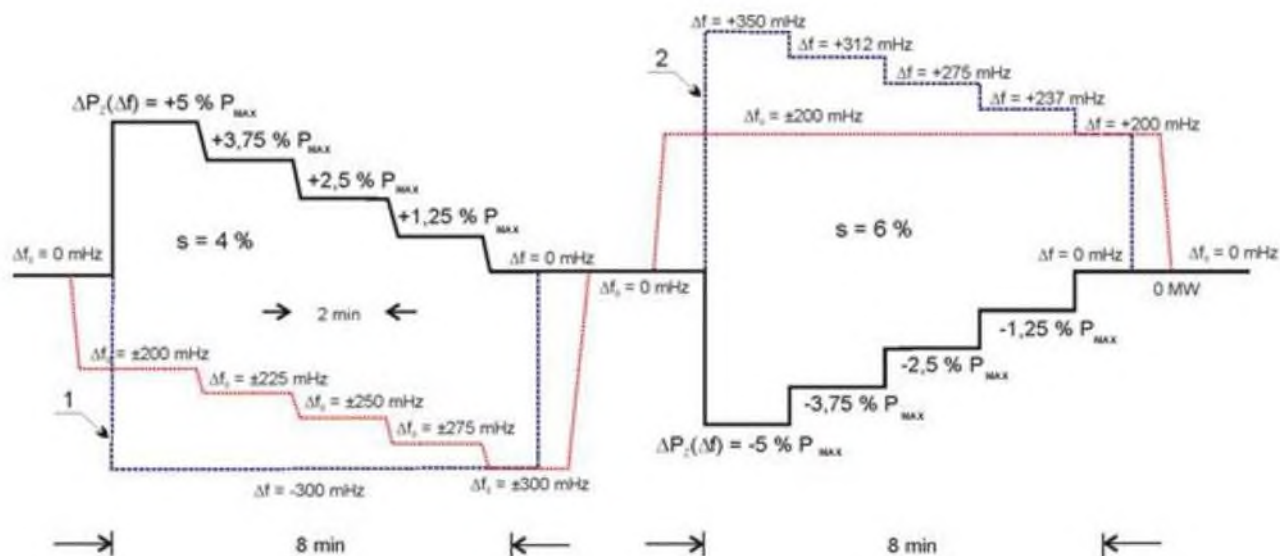 Δf = +350 mHz
Δf = +312 mHz
2
Δf = +275 mHz
ΔP_Z(Δf) = +5 % P_MAX
Δf = +237 mHz
Δf₀ = ±200 mHz
Δf = +200 mHz
+3,75 % P_MAX
+2,5 % P_MAX
+1,25 % P_MAX
s = 4 %
s = 6 %
Δf₀ = 0 mHz
Δf = 0 mHz
Δf = 0 mHz
Δf₀ = 0 mHz
Δf₀ = 0 mHz
0 MW
2 min
-1,25 % P_MAX
Δf₀ = ±200 mHz
-2,5 % P_MAX
Δf₀ = ±225 mHz
1
Δf₀ = ±250 mHz
-3,75 % P_MAX
Δf₀ = ±275 mHz
ΔP_Z(Δf) = -5 % P_MAX
Δf = -300 mHz
Δf₀ = ±300 mHz
8 min
8 min